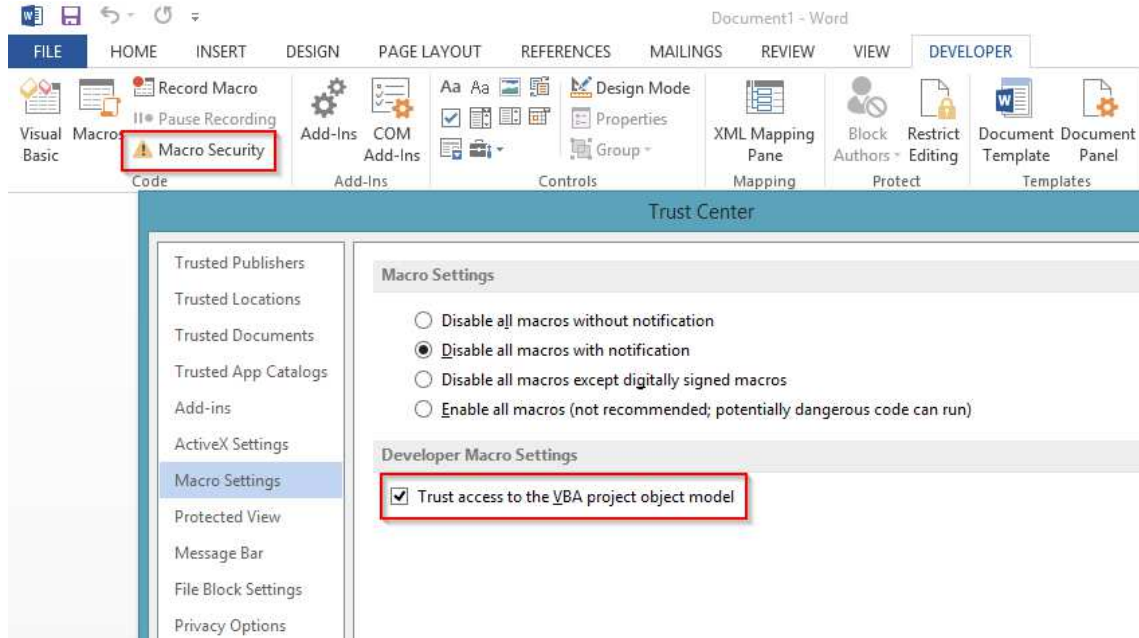 Document1 - Word
FILE HOME INSERT DESIGN PAGE LAYOUT REFERENCES MAILINGS REVIEW VIEW DEVELOPER
Visual Basic
Macros
Record Macro
Pause Recording
Macro Security
Code
Add-Ins
COM Add-Ins
Add-Ins
Aa Aa
Design Mode
Properties
Group
Controls
XML Mapping Pane
Mapping
Block Authors
Restrict Editing
Protect
Document Template
Document Panel
Templates
Trust Center
Trusted Publishers
Trusted Locations
Trusted Documents
Trusted App Catalogs
Add-ins
ActiveX Settings
Macro Settings
Protected View
Message Bar
File Block Settings
Privacy Options
Macro Settings
Disable all macros without notification
Disable all macros with notification
Disable all macros except digitally signed macros
Enable all macros (not recommended; potentially dangerous code can run)
Developer Macro Settings
Trust access to the VBA project object model